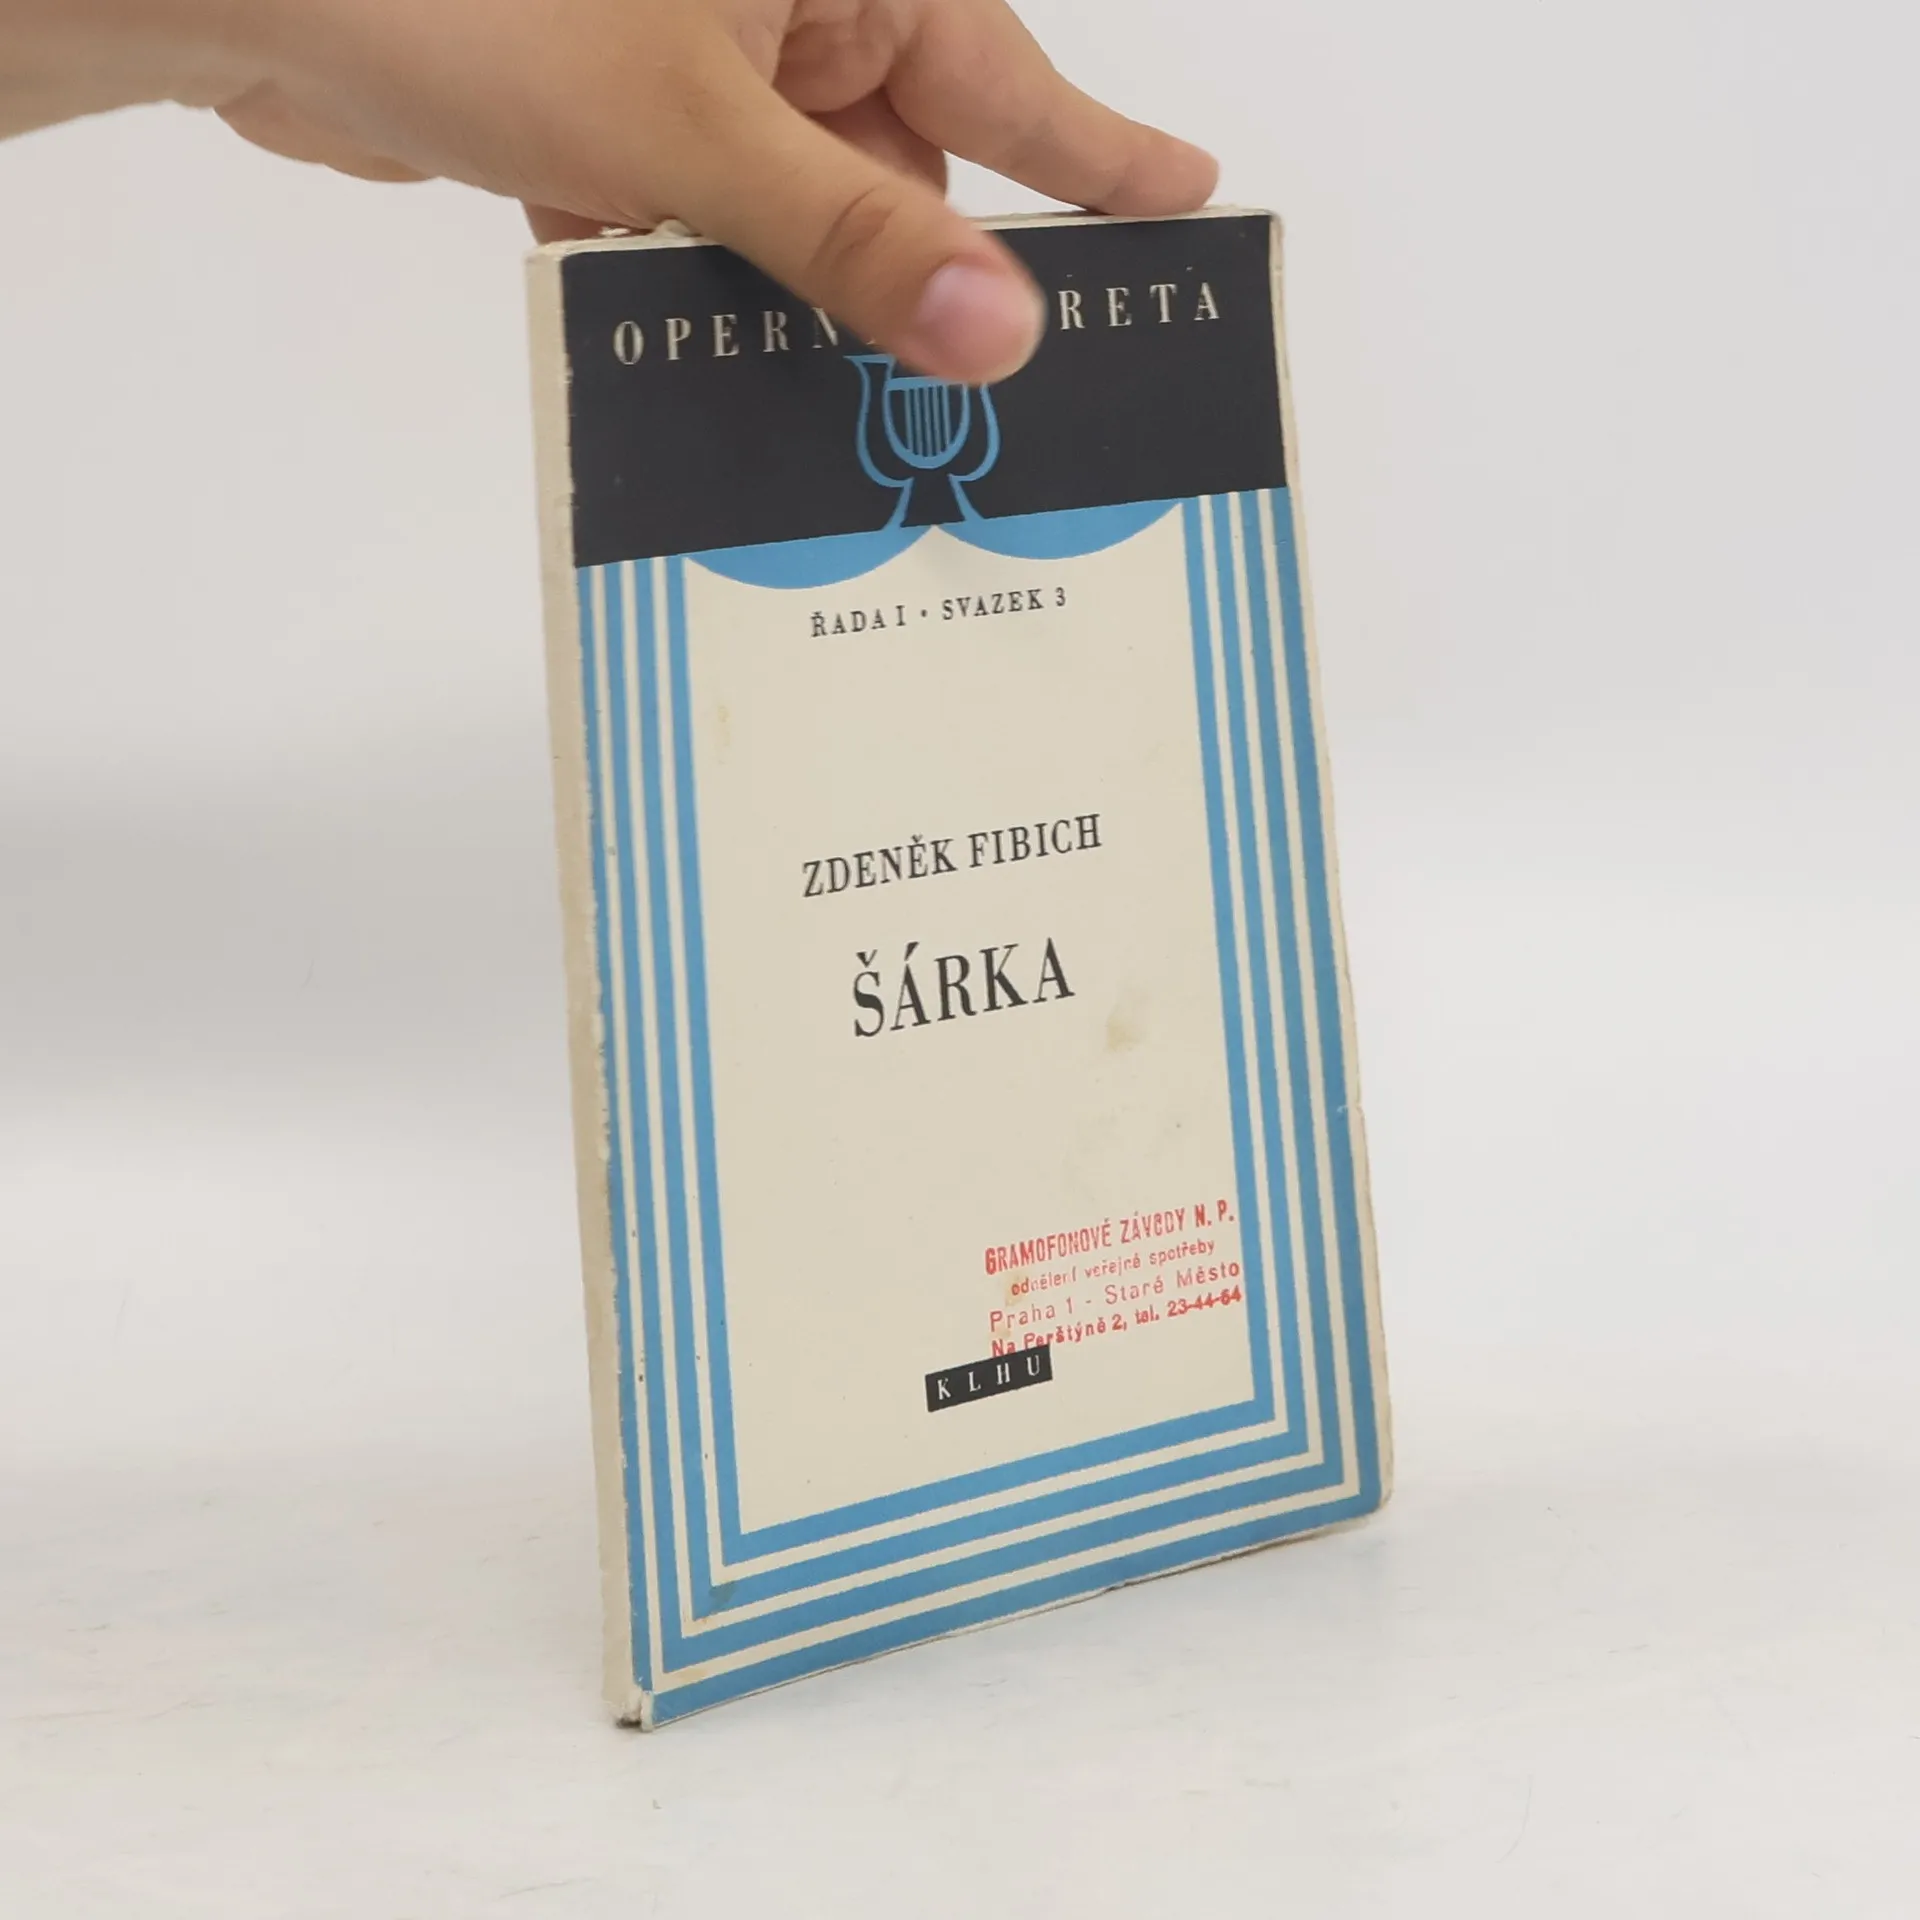 OPERN RETA
ŘADA I • SVAZEK 3
ZDENĚK FIBICH
ŠÁRKA
GRAMOFONOVÉ ZÁVODY N. P.
oddělení veřejné spotřeby
Praha 1 - Staré Město
Na Perštýně 2, tel. 23-44-64
KLHU